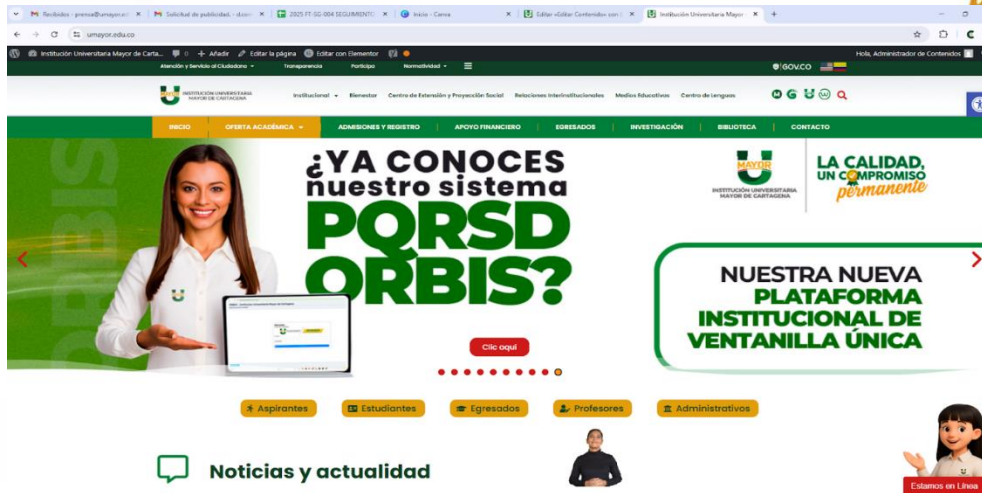 Recibidos - prensa@umayor.ed
Solicitud de publicidad. - d.com
2025 FT-SG-004 SEGUIMIENTO
Inicio - Canva
Editar «Editar Contenido» con
Institución Universitaria Mayor
umayor.edu.co
Institución Universitaria Mayor de Carta...
0
Añadir
Editar la página
Editar con Elementor
Hola, Administrador de Contenidos
Atención y Servicio al Ciudadano
Transparencia
Participa
Normatividad
GOV.CO
MAYOR
INSTITUCIÓN UNIVERSITARIA
MAYOR DE CARTAGENA
Institucional
Bienestar
Centro de Extensión y Proyección Social
Relaciones Interinstitucionales
Medios Educativos
Centro de Lenguas
INICIO
OFERTA ACADÉMICA
ADMISIONES Y REGISTRO
APOYO FINANCIERO
EGRESADOS
INVESTIGACIÓN
BIBLIOTECA
CONTACTO
ORBIS
¿YA CONOCES
nuestro sistema
PQRSD
ORBIS?
Clic aquí
MAYOR
INSTITUCIÓN UNIVERSITARIA
MAYOR DE CARTAGENA
LA CALIDAD,
UN COMPROMISO
permanente
NUESTRA NUEVA
PLATAFORMA
INSTITUCIONAL DE
VENTANILLA ÚNICA
Aspirantes
Estudiantes
Egresados
Profesores
Administrativos
Noticias y actualidad
Estamos en Línea